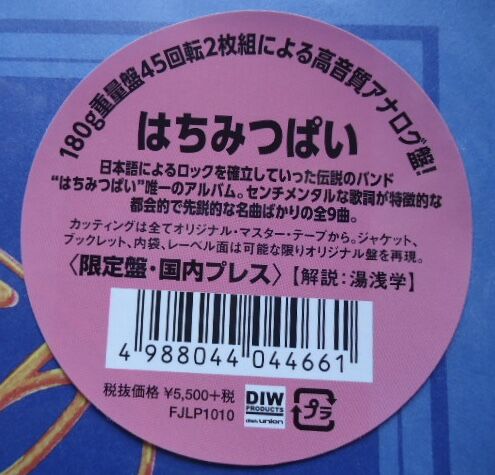 180g重量盤45回転2枚組による高音質アナログ盤!
はちみつぱい
日本語によるロックを確立していった伝説のバンド
“はちみつぱい”唯一のアルバム。センチメンタルな歌詞が特徴的な
都会的で先鋭的な名曲ばかりの全9曲。
カッティングは全てオリジナル・マスター・テープから。ジャケット、
ブックレット、内袋、レーベル面は可能な限りオリジナル盤を再現。
〈限定盤・国内プレス〉【解説:湯浅学】
4 988044 044661
税抜価格 ¥5,500+税
FJLP1010
DIW
PRODUCTS
disk union
プラ